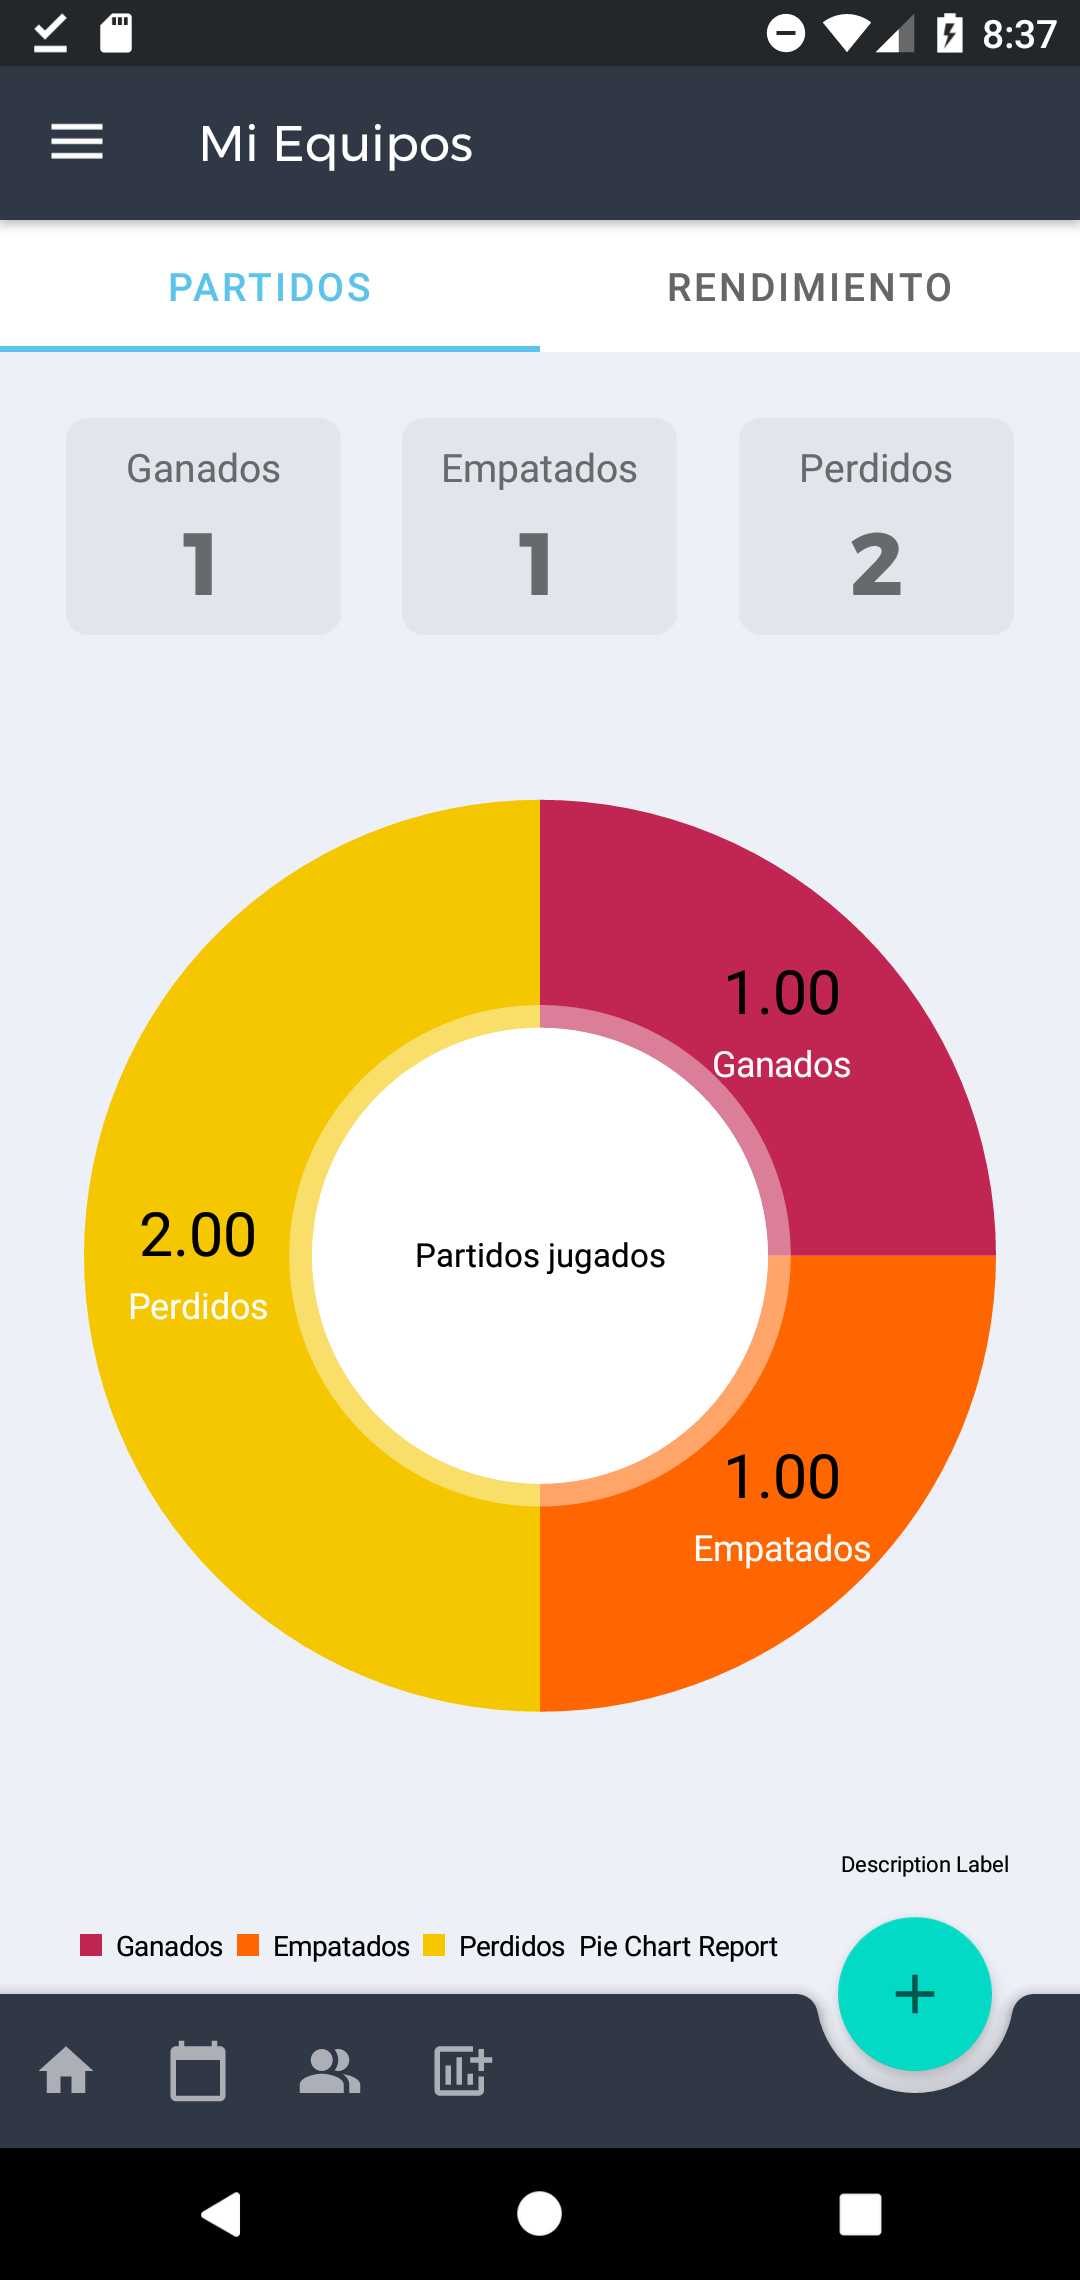 8:37
Mi Equipos
PARTIDOS RENDIMIENTO
Ganados Empatados Perdidos
1 1 2
1.00
Ganados
2.00
Perdidos
Partidos jugados
1.00
Empatados
Description Label
Ganados Empatados Perdidos Pie Chart Report